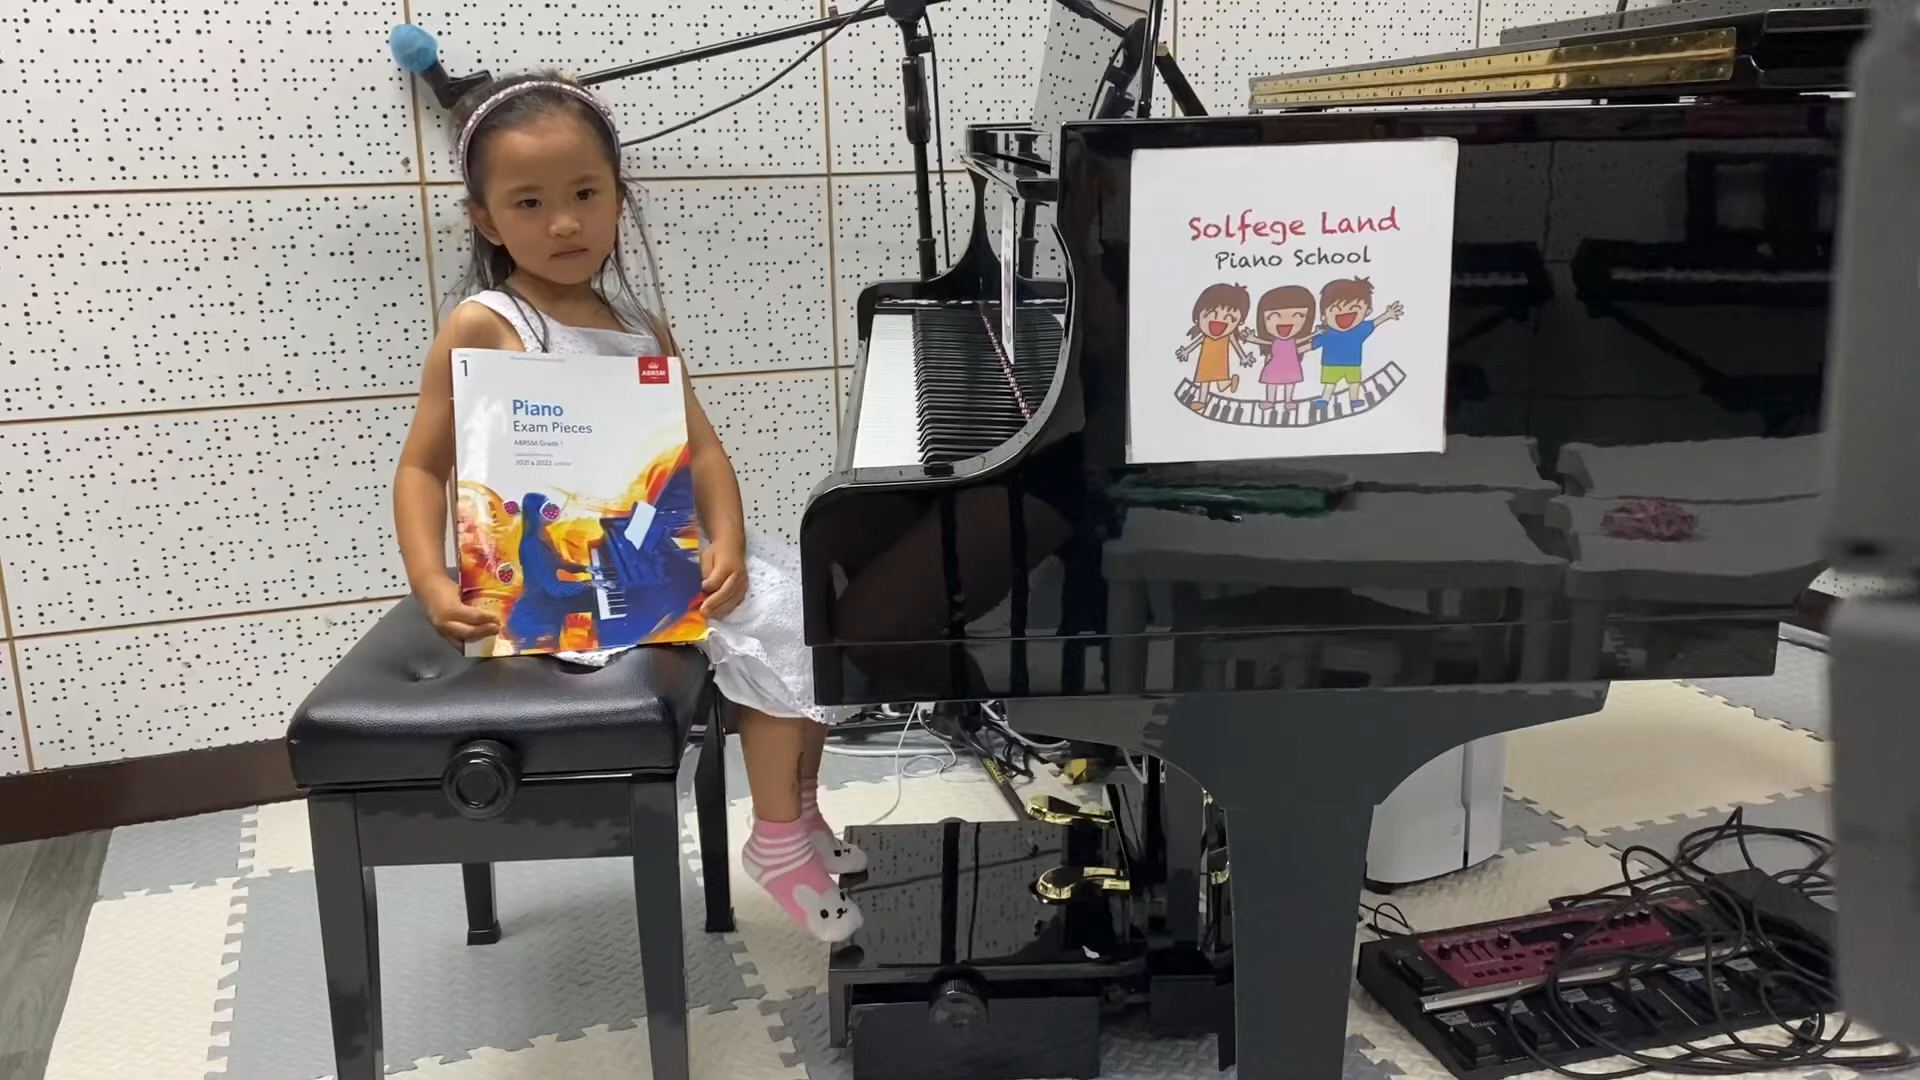 1
ABRSM
Piano
Exam Pieces
ABRSM Grade 1
2021 & 2022
Solfege Land
Piano School